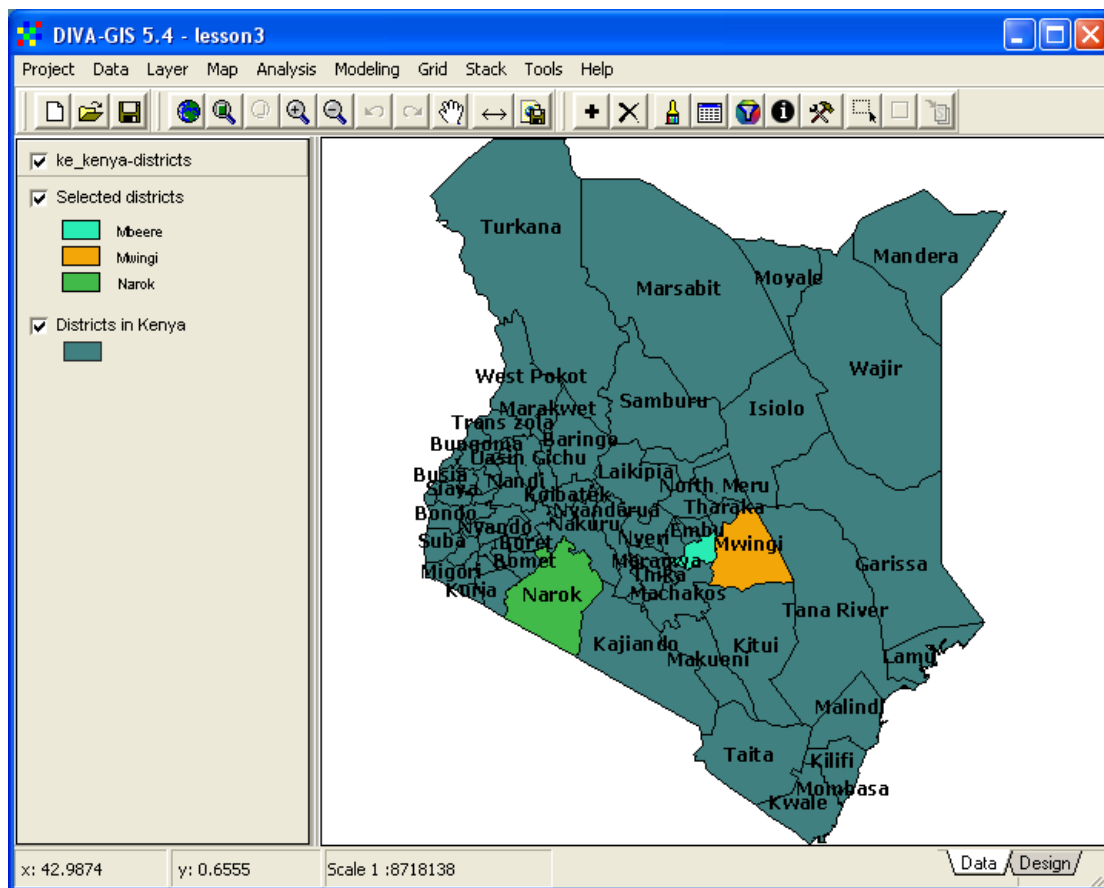 DIVA-GIS 5.4 - lesson3
Project Data Layer Map Analysis Modeling Grid Stack Tools Help
ke_kenya-districts
Selected districts
Mbeere
Mwingi
Narok
Districts in Kenya
Turkana
Mandera
Moyale
Marsabit
Wajir
West Pokot
Samburu
Isiolo
Marakwet
Trans zoia
Baringo
Bungoma
Uasin Gichu
Laikipia
Busia
Nandi
North Meru
Siaya
Koibatek
Tharaka
Nyandarua
Bondo
Nakuru
Nyando
Embu
Nyeri
Suba
Buret
Mwingi
Bomet
Maragwa
Garissa
Migori
Thika
Kuria
Narok
Machakos
Tana River
Kajiando
Kitui
Makueni
Lamu
Malindi
Taita
Kilifi
Mombasa
Kwale
x: 42.9874 y: 0.6555 Scale 1 :8718138 Data Design